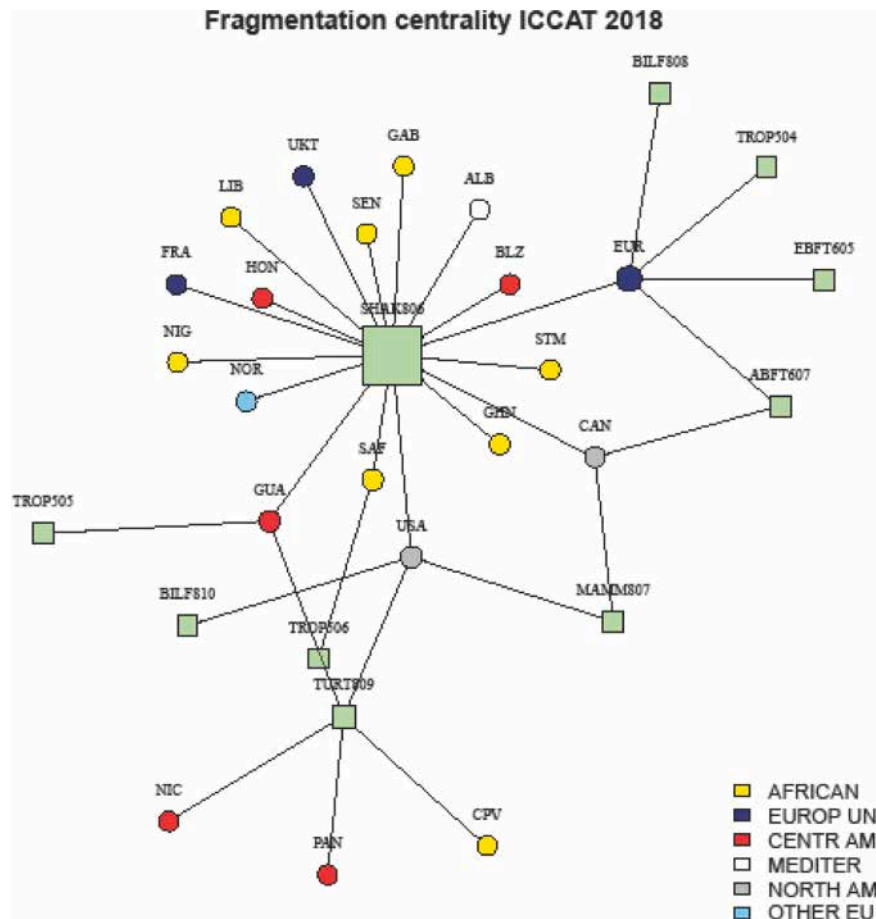 Fragmentation centrality ICCAT 2018
BILF808
TROP504
UKT
GAB
LIB
SEN
ALB
FRA
HON
BLZ
EUR
EBFT605
SHAK806
NIG
NOR
STM
ABFT607
GHN
CAN
SAF
GUA
TROP505
USA
BILF810
TROP506
MAMM807
TURT809
NIC
PAN
CPV
AFRICAN
EUROP UN
CENTR AM
MEDITER
NORTH AM
OTHER EU